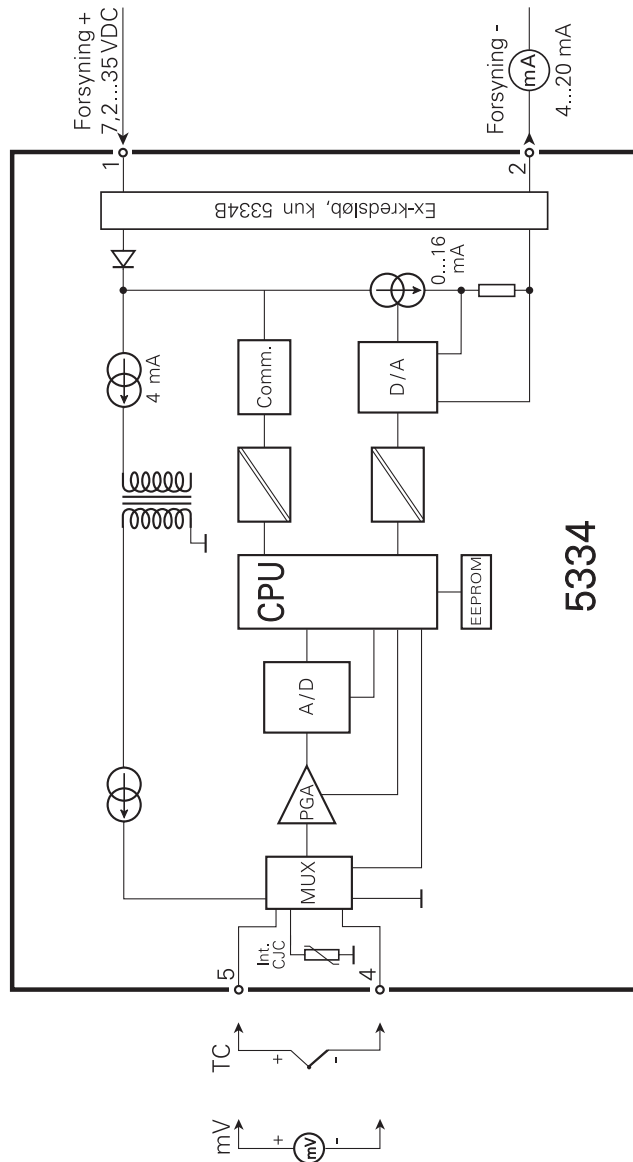 mV
+
mV
-
TC
+
-
5
4
Int.
CJC
MUX
PGA
A/D
CPU
EEPROM
4 mA
Comm.
D/A
0...16
mA
Ex-kredsløb, kun 5334B
1
2
Forsyning +
7,2...35 VDC
Forsyning -
mA
4...20 mA
5334